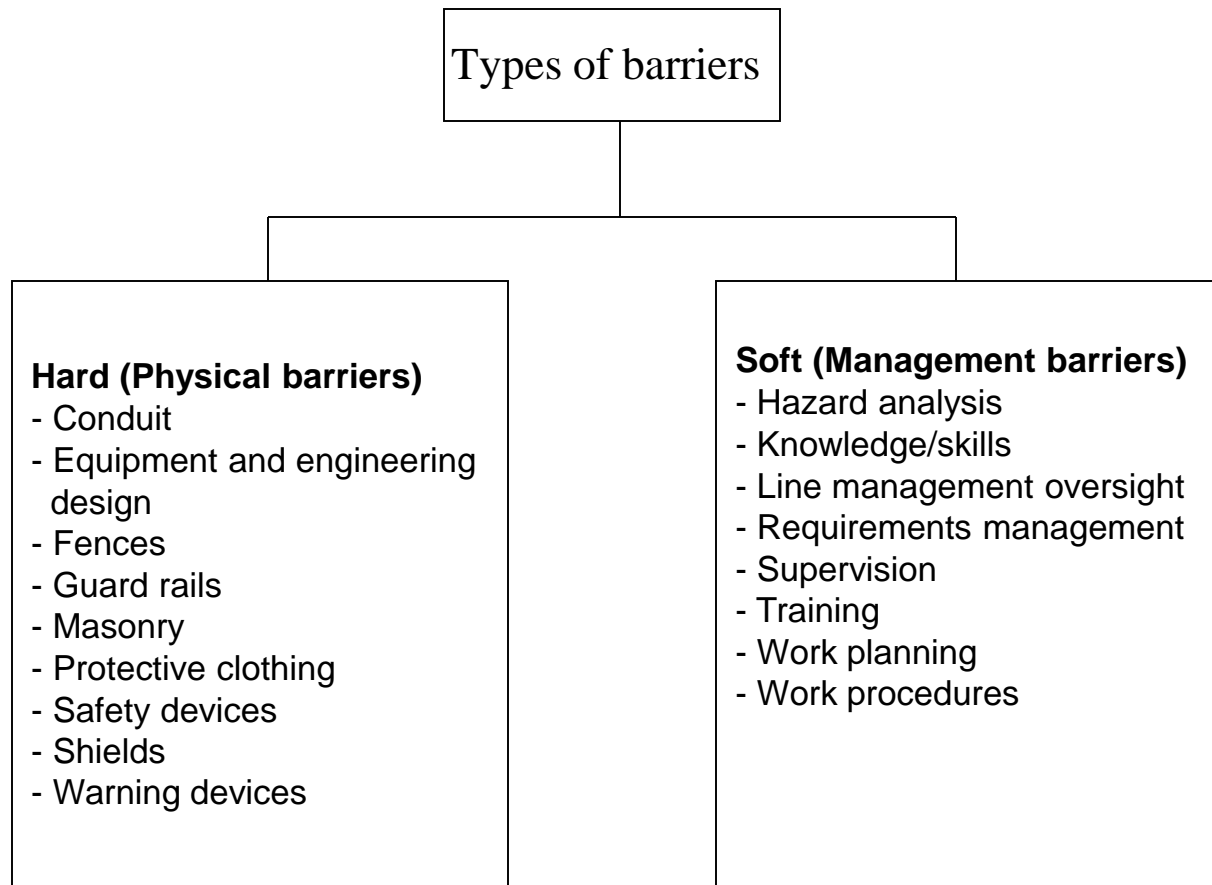 Types of barriers
Hard (Physical barriers)
- Conduit
- Equipment and engineering
design
- Fences
- Guard rails
- Masonry
- Protective clothing
- Safety devices
- Shields
- Warning devices
Soft (Management barriers)
- Hazard analysis
- Knowledge/skills
- Line management oversight
- Requirements management
- Supervision
- Training
- Work planning
- Work procedures